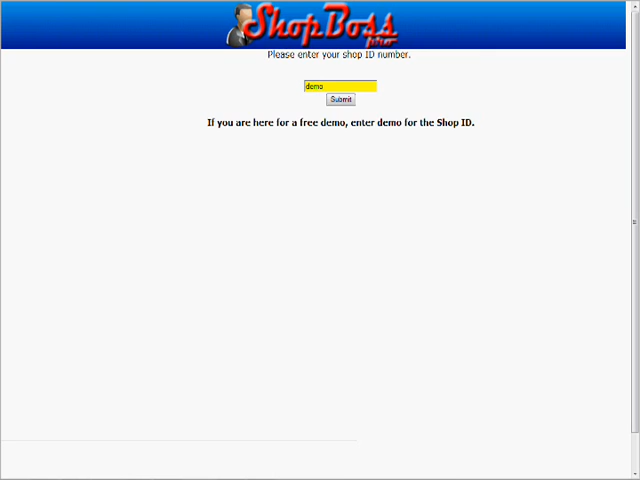 ShopBoss
pro
Please enter your shop ID number.
demo
Submit
If you are here for a free demo, enter demo for the Shop ID.